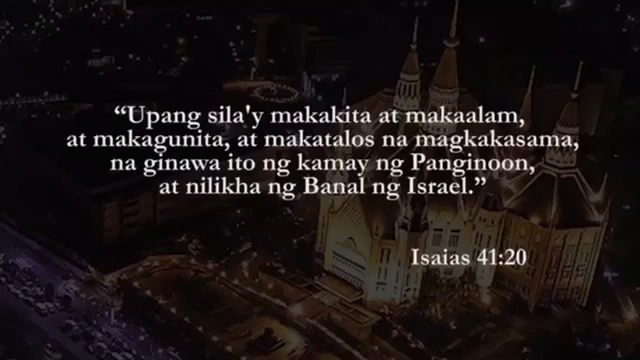 “Upang sila'y makakita at makaalam,
at makagunita, at makatalos na magkakasama,
na ginawa ito ng kamay ng Panginoon,
at nilikha ng Banal ng Israel.”
Isaias 41:20